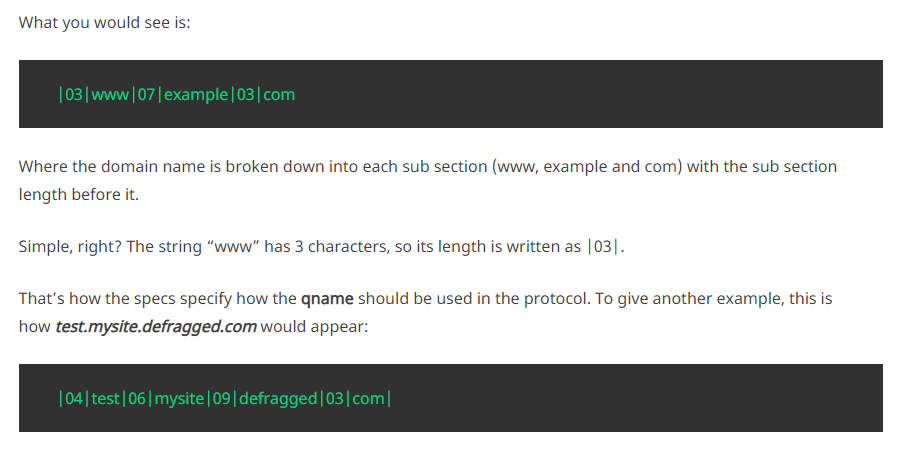 What you would see is:
|03|www|07|example|03|com
Where the domain name is broken down into each sub section (www, example and com) with the sub section
length before it.
Simple, right? The string “www” has 3 characters, so its length is written as |03|.
That’s how the specs specify how the qname should be used in the protocol. To give another example, this is
how test.mysite.defragged.com would appear:
|04|test|06|mysite|09|defragged|03|com|